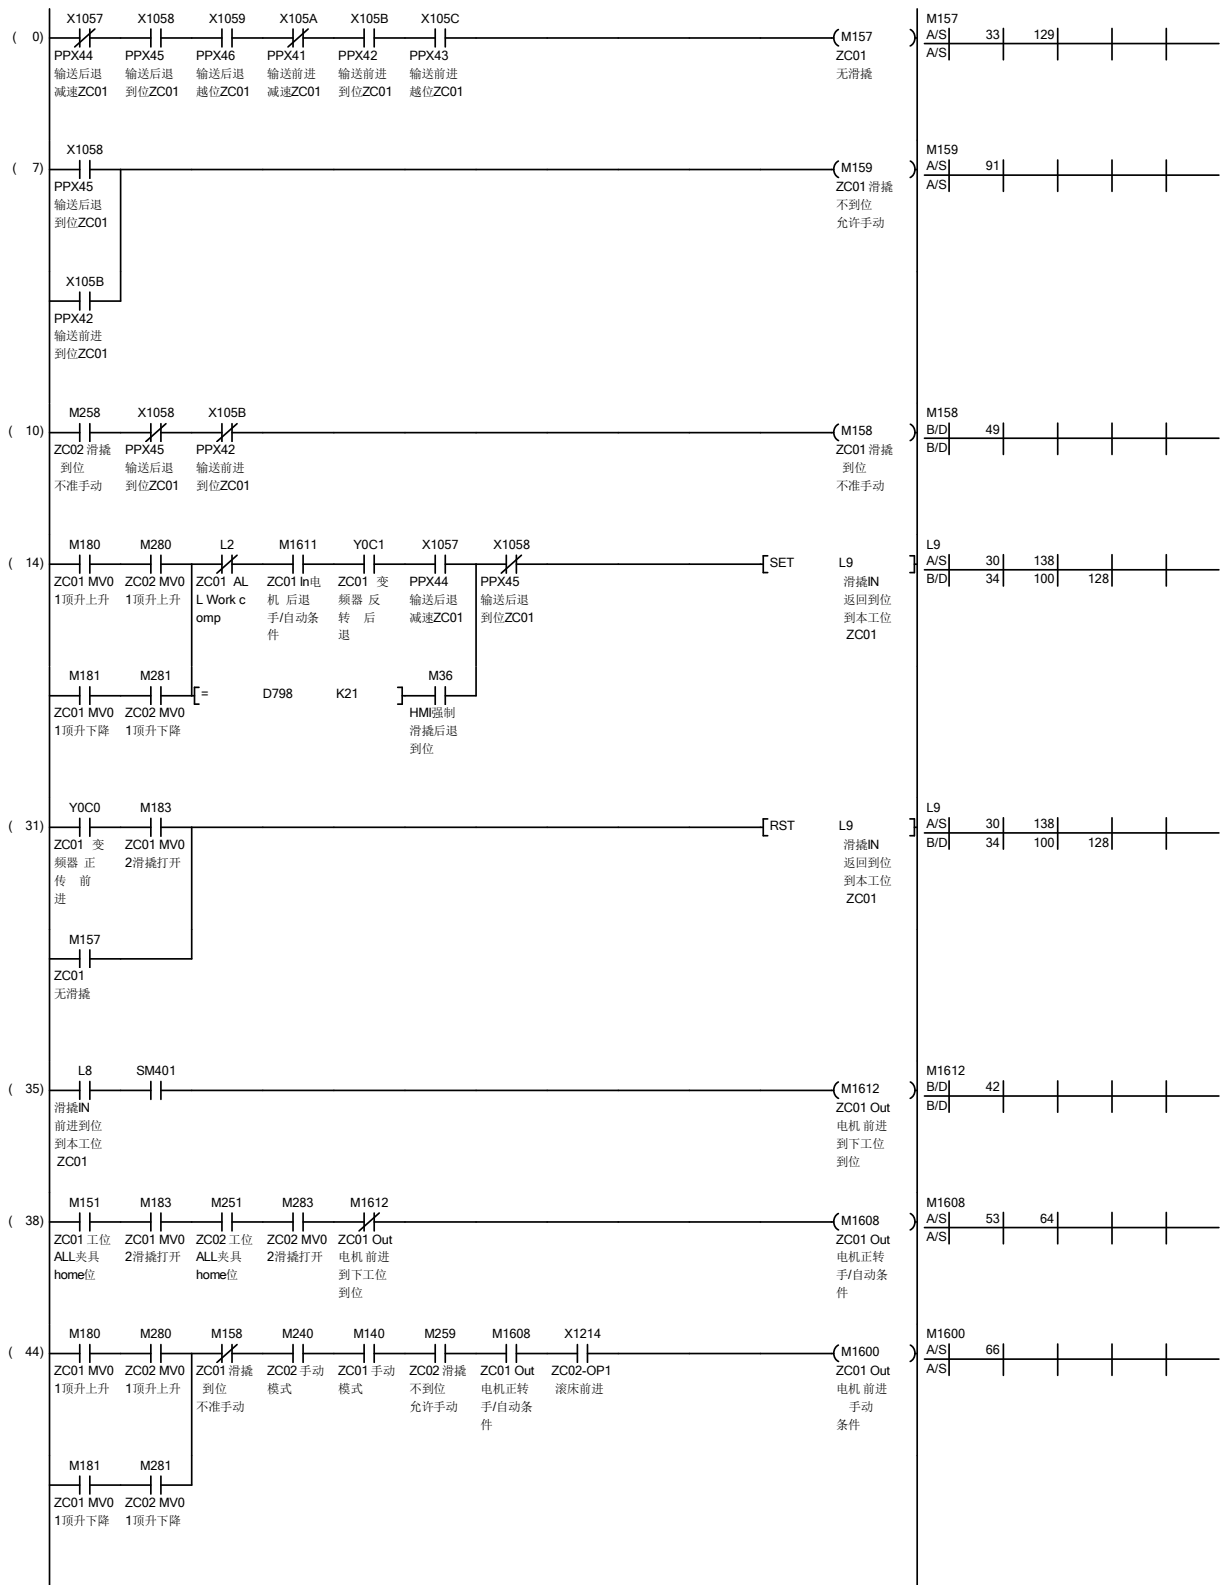 X1057 X1058 X1059 X105A X105B X105C M157
( 0) (M157 ) A/S 33 129
PPX44 PPX45 PPX46 PPX41 PPX42 PPX43 ZC01 A/S
输送后退 输送后退 输送后退 输送前进 输送前进 输送前进 无滑撬
减速ZC01 到位ZC01 越位ZC01 减速ZC01 到位ZC01 越位ZC01
X1058 M159
( 7) (M159 ) A/S 91
PPX45 ZC01 滑撬 A/S
输送后退 不到位
到位ZC01 允许手动
X105B
PPX42
输送前进
到位ZC01
M258 X1058 X105B M158
( 10) (M158 ) B/D 49
ZC02 滑撬 PPX45 PPX42 ZC01 滑撬 B/D
到位 输送后退 输送前进 到位
不准手动 到位ZC01 到位ZC01 不准手动
M180 M280 L2 M1611 Y0C1 X1057 X1058 L9
( 14) [SET L9 ] A/S 30 138
ZC01 MV0 ZC02 MV0 ZC01 AL ZC01 In电 ZC01 变 PPX44 PPX45 滑撬IN B/D 34 100 128
1顶升上升 1顶升上升 L Work c 机 后退 频器 反 输送后退 输送后退 返回到位
omp 手/自动条 转 后 减速ZC01 到位ZC01 到本工位
件 退 ZC01
M181 M281 M36
[= D798 K21 ]
ZC01 MV0 ZC02 MV0 HMI强制
1顶升下降 1顶升下降 滑撬后退
到位
Y0C0 M183 L9
( 31) [RST L9 ] A/S 30 138
ZC01 变 ZC01 MV0 滑撬IN B/D 34 100 128
频器 正 2滑撬打开 返回到位
传 前 到本工位
进 ZC01
M157
ZC01
无滑撬
L8 SM401 M1612
( 35) (M1612 ) B/D 42
滑撬IN ZC01 Out B/D
前进到位 电机 前进
到本工位 到下工位
ZC01 到位
M151 M183 M251 M283 M1612 M1608
( 38) (M1608 ) A/S 53 64
ZC01 工位 ZC01 MV0 ZC02 工位 ZC02 MV0 ZC01 Out ZC01 Out A/S
ALL夹具 2滑撬打开 ALL夹具 2滑撬打开 电机 前进 电机正转
home位 home位 到下工位 手/自动条
到位 件
M180 M280 M158 M240 M140 M259 M1608 X1214 M1600
( 44) (M1600 ) A/S 66
ZC01 MV0 ZC02 MV0 ZC01 滑撬 ZC02 手动 ZC01 手动 ZC02 滑撬 ZC01 Out ZC02-OP1 ZC01 Out A/S
1顶升上升 1顶升上升 到位 模式 模式 不到位 电机正转 滚床前进 电机 前进
不准手动 允许手动 手/自动条 手动
件 条件
M181 M281
ZC01 MV0 ZC02 MV0
1顶升下降 1顶升下降